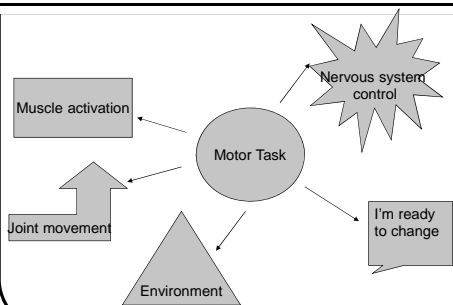 Nervous system
control
Muscle activation
Motor Task
I'm ready
to change
Joint movement
Environment